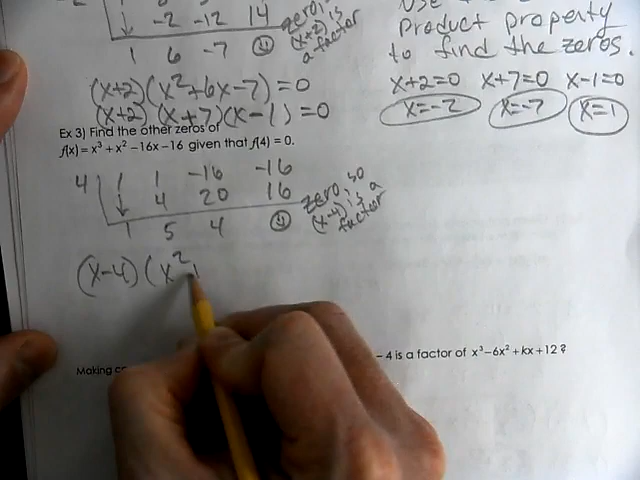 -2 -12 14 zero, is
(x+2) is
a factor
1 6 -7
(x+2)(x²+6x-7)=0
(x+2)(x+7)(x-1)=0
Product property
to find the zeros.
x+2=0 x+7=0 x-1=0
x=-2 x=-7 x=1
Ex 3) Find the other zeros of
f(x) = x³ + x² -16x -16 given that f(4) = 0.
4 1 1 -16 -16
4 20 16
1 5 4
zero, so
(x-4) is a
factor
(x-4)(x²
Making
- 4 is a factor of x³-6x² + kx +12?